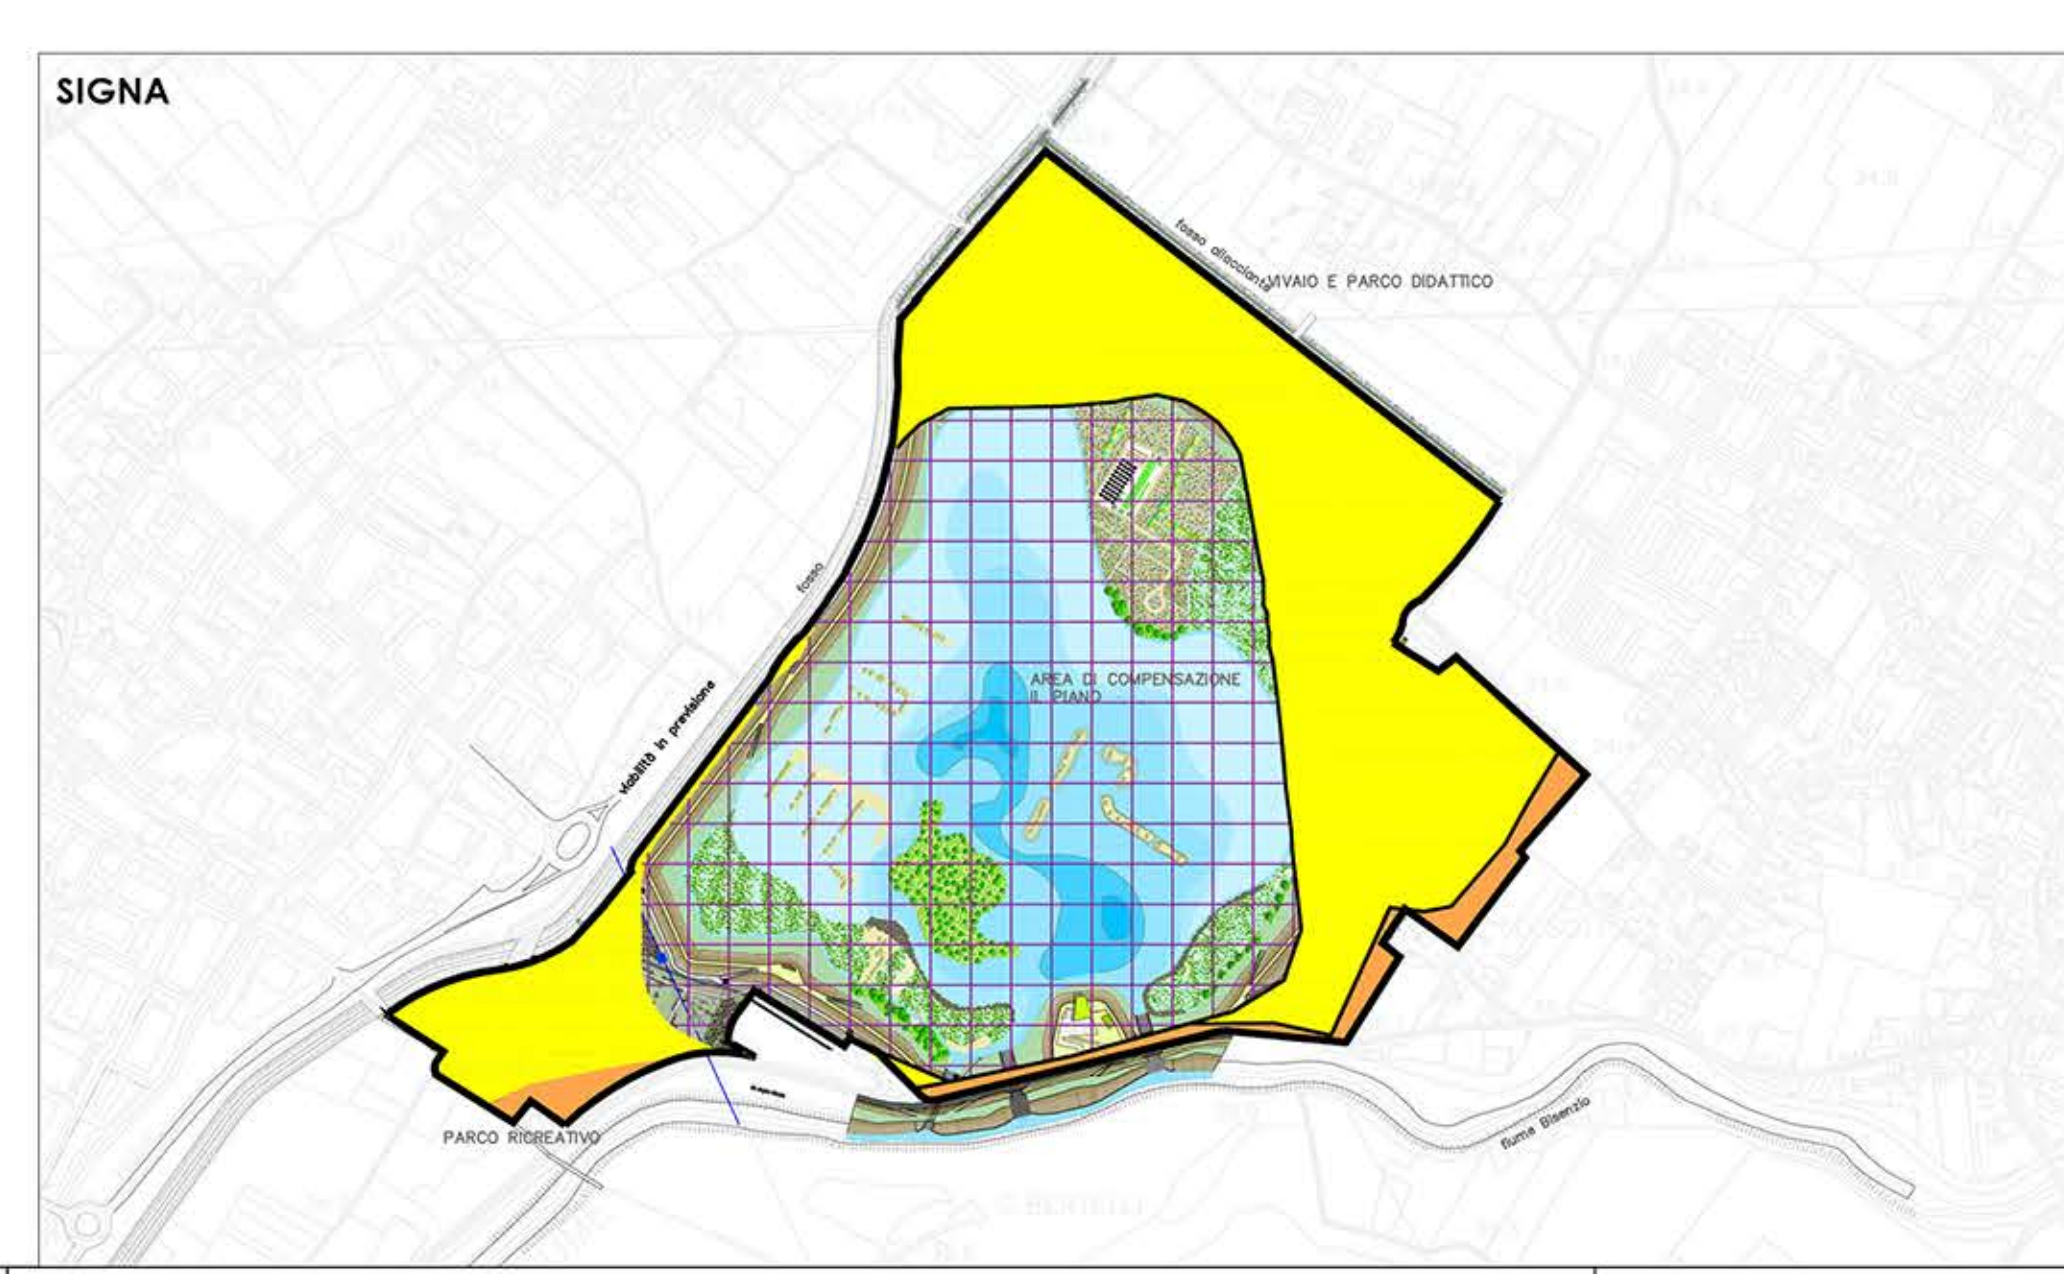 SIGNA
fosso allacciante
VIVAIO E PARCO DIDATTICO
fosso
AREA DI COMPENSAZIONE
IL PIANO
viabilità in previsione
PARCO RICREATIVO
fiume Bisenzio